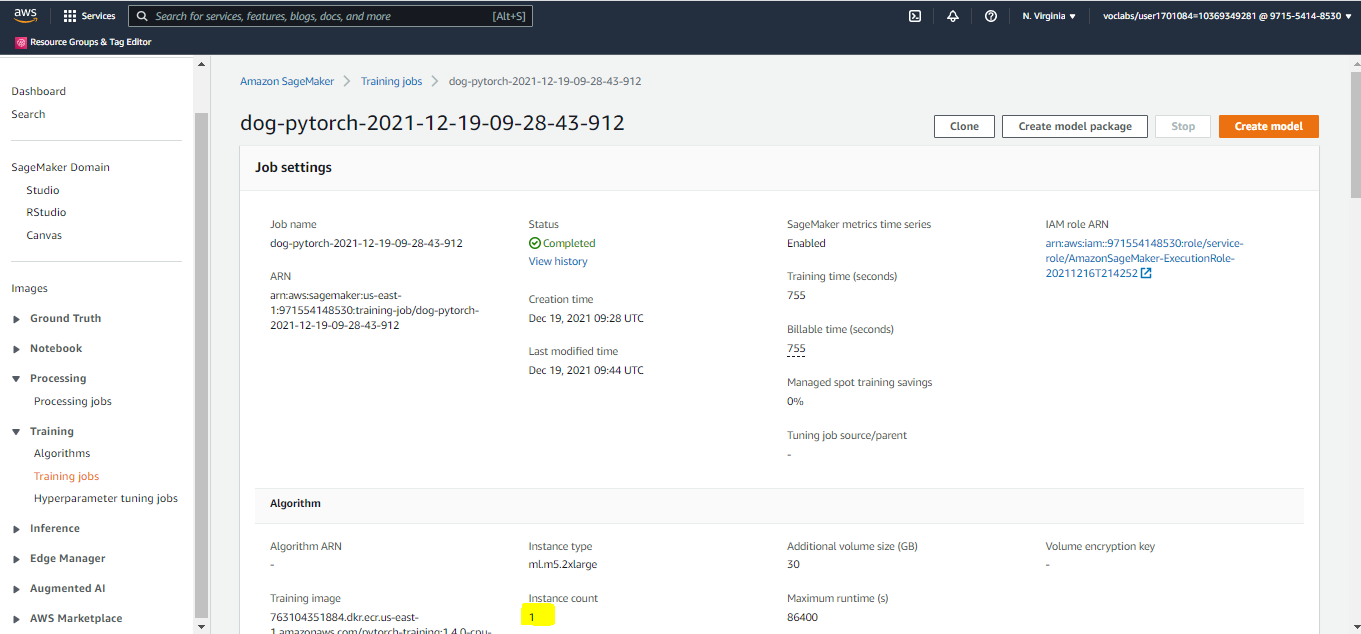 aws
Services
Search for services, features, blogs, docs, and more
[Alt+S]
N. Virginia
voclabs/user1701084=10369349281 @ 9715-5414-8530
Resource Groups & Tag Editor
Dashboard
Search
SageMaker Domain
Studio
RStudio
Canvas
Images
Ground Truth
Notebook
Processing
Processing jobs
Training
Algorithms
Training jobs
Hyperparameter tuning jobs
Inference
Edge Manager
Augmented AI
AWS Marketplace
Amazon SageMaker
Training jobs
dog-pytorch-2021-12-19-09-28-43-912
dog-pytorch-2021-12-19-09-28-43-912
Clone
Create model package
Stop
Create model
Job settings
Job name
dog-pytorch-2021-12-19-09-28-43-912
ARN
arn:aws:sagemaker:us-east-
1:971554148530:training-job/dog-pytorch-
2021-12-19-09-28-43-912
Status
Completed
View history
Creation time
Dec 19, 2021 09:28 UTC
Last modified time
Dec 19, 2021 09:44 UTC
SageMaker metrics time series
Enabled
Training time (seconds)
755
Billable time (seconds)
755
Managed spot training savings
0%
Tuning job source/parent
-
IAM role ARN
arn:aws:iam::971554148530:role/service-
role/AmazonSageMaker-ExecutionRole-
20211216T214252
Algorithm
Algorithm ARN
-
Training image
763104351884.dkr.ecr.us-east-
1.amazonaws.com/pytorch-training:1.4.0-cpu-
Instance type
ml.m5.2xlarge
Instance count
1
Additional volume size (GB)
30
Maximum runtime (s)
86400
Volume encryption key
-